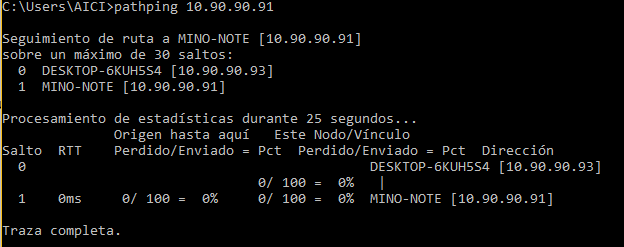 C:\Users\AICI>pathping 10.90.90.91
Seguimiento de ruta a MINO-NOTE [10.90.90.91]
sobre un máximo de 30 saltos:
  0  DESKTOP-6KUH5S4 [10.90.90.93]
  1  MINO-NOTE [10.90.90.91]
Procesamiento de estadísticas durante 25 segundos...
              Origen hasta aquí   Este Nodo/Vínculo
Salto  RTT    Perdido/Enviado = Pct  Perdido/Enviado = Pct  Dirección
  0                                           DESKTOP-6KUH5S4 [10.90.90.93]
                                0/ 100 =  0%   |
  1    0ms     0/ 100 =  0%     0/ 100 =  0%  MINO-NOTE [10.90.90.91]
Traza completa.